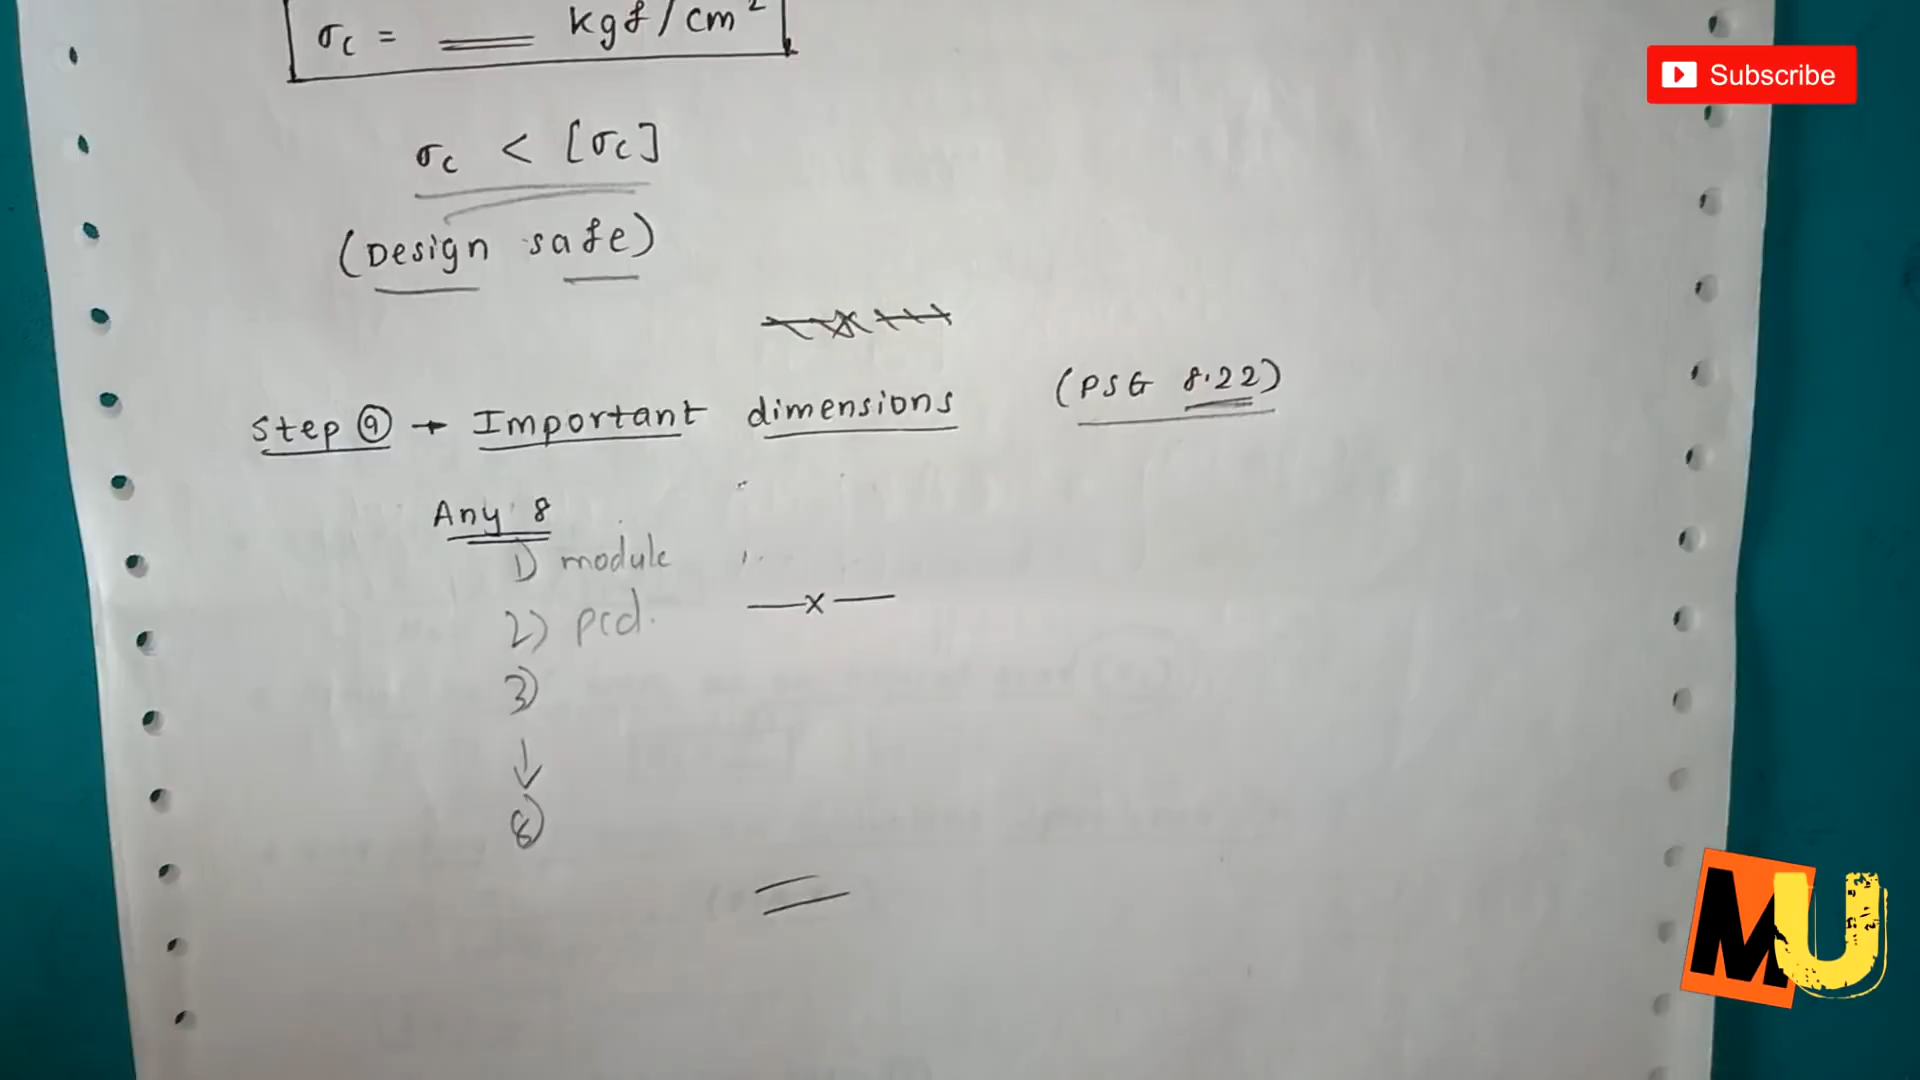 σc = ___ kgf/cm²
Subscribe
σc < [σc]
(Design safe)
Step 9 → Important dimensions (PSG 8.22)
Any 8
1) module
2) pcd.
—x—
3)
↓
8)
MU